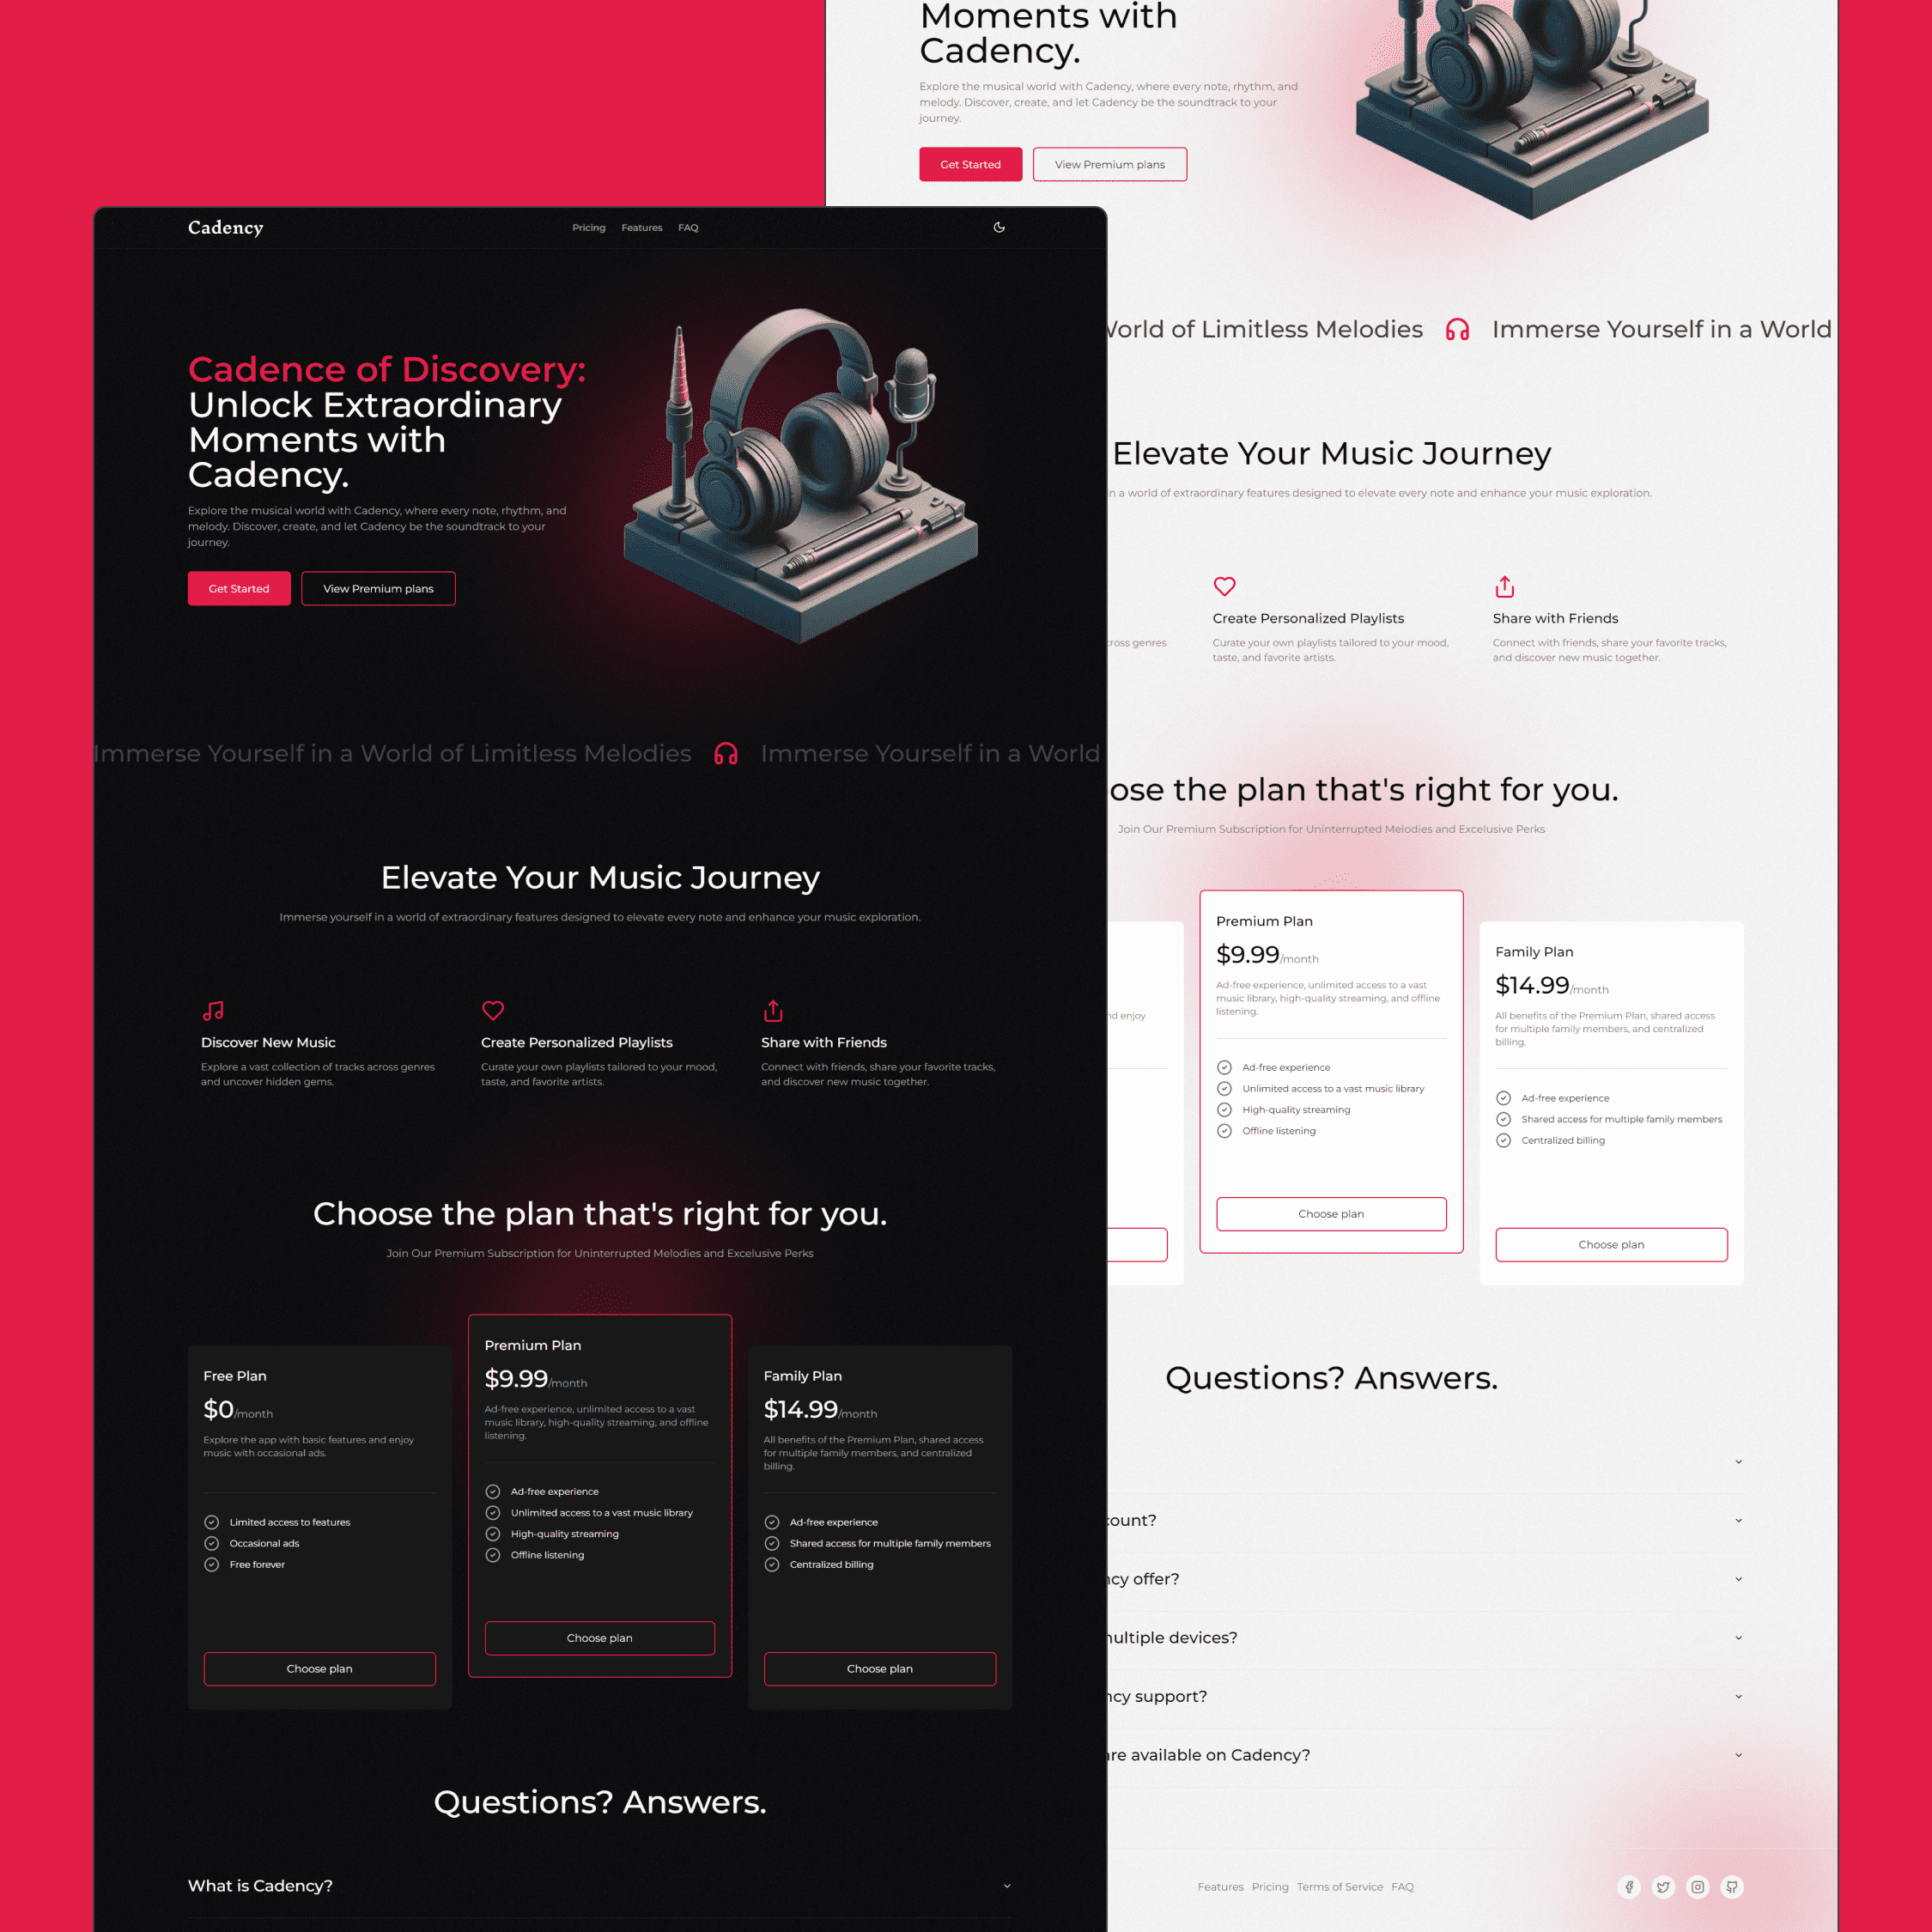 Cadency
Pricing Features FAQ
Cadence of Discovery:
Unlock Extraordinary
Moments with
Cadency.
Explore the musical world with Cadency, where every note, rhythm, and
melody. Discover, create, and let Cadency be the soundtrack to your
journey.
Get Started
View Premium plans
Immerse Yourself in a World of Limitless Melodies
Immerse Yourself in a World
Elevate Your Music Journey
Immerse yourself in a world of extraordinary features designed to elevate every note and enhance your music exploration.
Discover New Music
Explore a vast collection of tracks across genres
and uncover hidden gems.
Create Personalized Playlists
Curate your own playlists tailored to your mood,
taste, and favorite artists.
Share with Friends
Connect with friends, share your favorite tracks,
and discover new music together.
Choose the plan that's right for you.
Join Our Premium Subscription for Uninterrupted Melodies and Excelusive Perks
Free Plan
$0/month
Explore the app with basic features and enjoy
music with occasional ads.
Limited access to features
Occasional ads
Free forever
Choose plan
Premium Plan
$9.99/month
Ad-free experience, unlimited access to a vast
music library, high-quality streaming, and offline
listening.
Ad-free experience
Unlimited access to a vast music library
High-quality streaming
Offline listening
Choose plan
Family Plan
$14.99/month
All benefits of the Premium Plan, shared access
for multiple family members, and centralized
billing.
Ad-free experience
Shared access for multiple family members
Centralized billing
Choose plan
Questions? Answers.
What is Cadency?
Moments with
Cadency.
Explore the musical world with Cadency, where every note, rhythm, and
melody. Discover, create, and let Cadency be the soundtrack to your
journey.
Get Started
View Premium plans
World of Limitless Melodies
Immerse Yourself in a World
Elevate Your Music Journey
in a world of extraordinary features designed to elevate every note and enhance your music exploration.
cross genres
Create Personalized Playlists
Curate your own playlists tailored to your mood,
taste, and favorite artists.
Share with Friends
Connect with friends, share your favorite tracks,
and discover new music together.
ose the plan that's right for you.
Join Our Premium Subscription for Uninterrupted Melodies and Excelusive Perks
nd enjoy
Premium Plan
$9.99/month
Ad-free experience, unlimited access to a vast
music library, high-quality streaming, and offline
listening.
Ad-free experience
Unlimited access to a vast music library
High-quality streaming
Offline listening
Choose plan
Family Plan
$14.99/month
All benefits of the Premium Plan, shared access
for multiple family members, and centralized
billing.
Ad-free experience
Shared access for multiple family members
Centralized billing
Choose plan
Questions? Answers.
count?
ncy offer?
multiple devices?
ncy support?
are available on Cadency?
Features Pricing Terms of Service FAQ